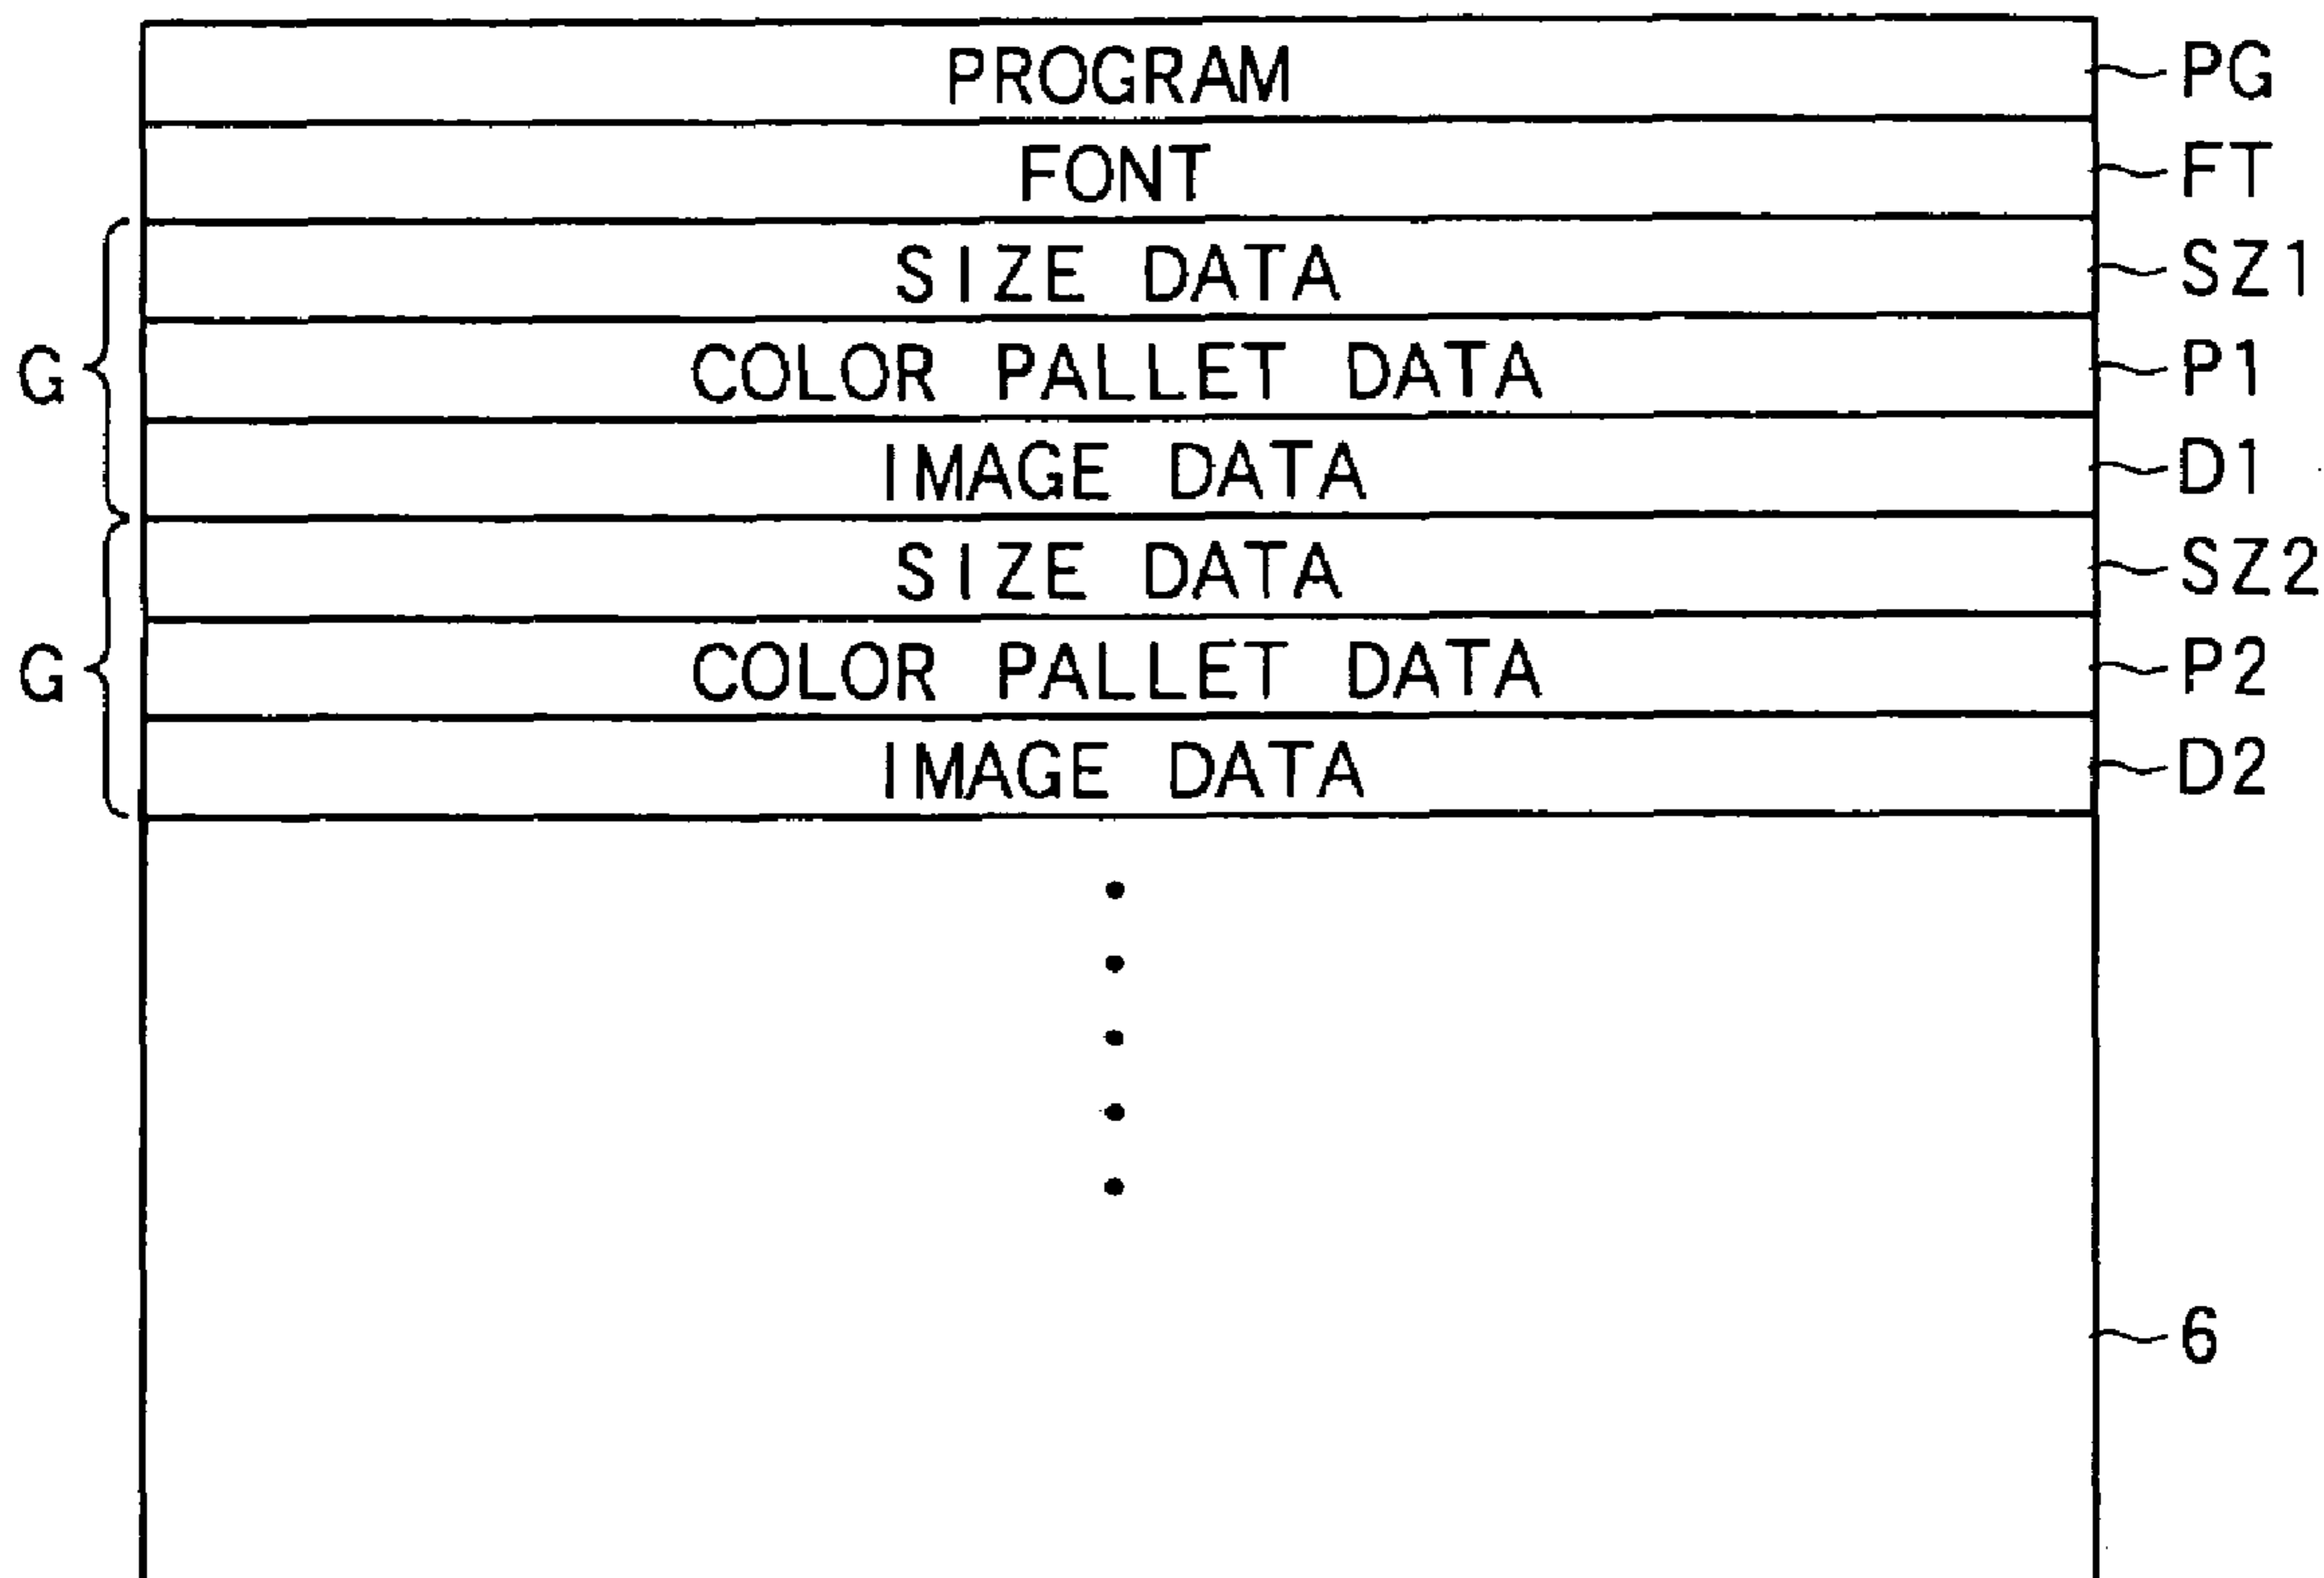 PROGRAM PG
FONT FT
SIZE DATA SZ1
G COLOR PALLET DATA P1
IMAGE DATA D1
SIZE DATA SZ2
G COLOR PALLET DATA P2
IMAGE DATA D2
6